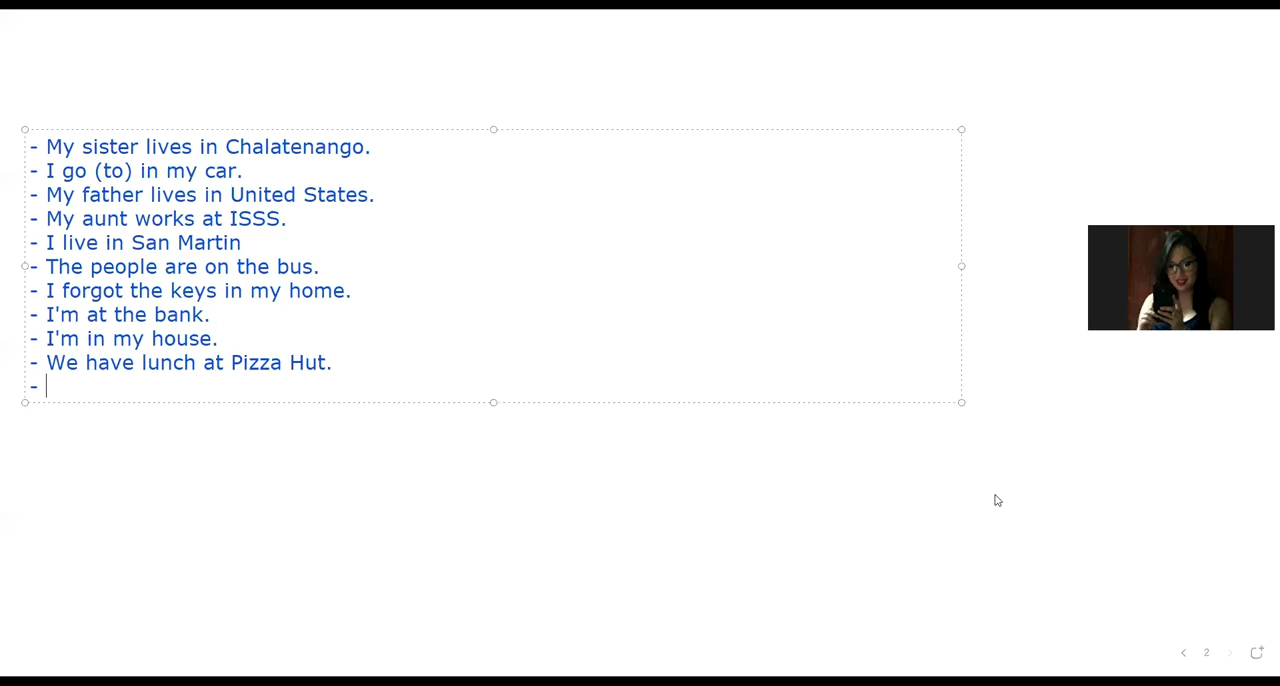 - My sister lives in Chalatenango.
- I go (to) in my car.
- My father lives in United States.
- My aunt works at ISSS.
- I live in San Martin
- The people are on the bus.
- I forgot the keys in my home.
- I'm at the bank.
- I'm in my house.
- We have lunch at Pizza Hut.
-
2